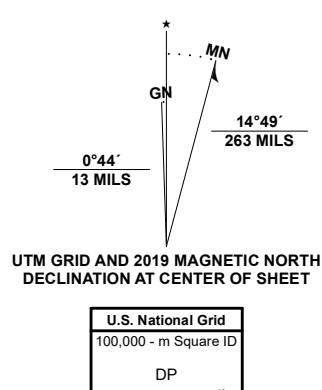 ★
MN
GN
14°49´
263 MILS
0°44´
13 MILS
UTM GRID AND 2019 MAGNETIC NORTH
DECLINATION AT CENTER OF SHEET
U.S. National Grid
100,000 - m Square ID
DP